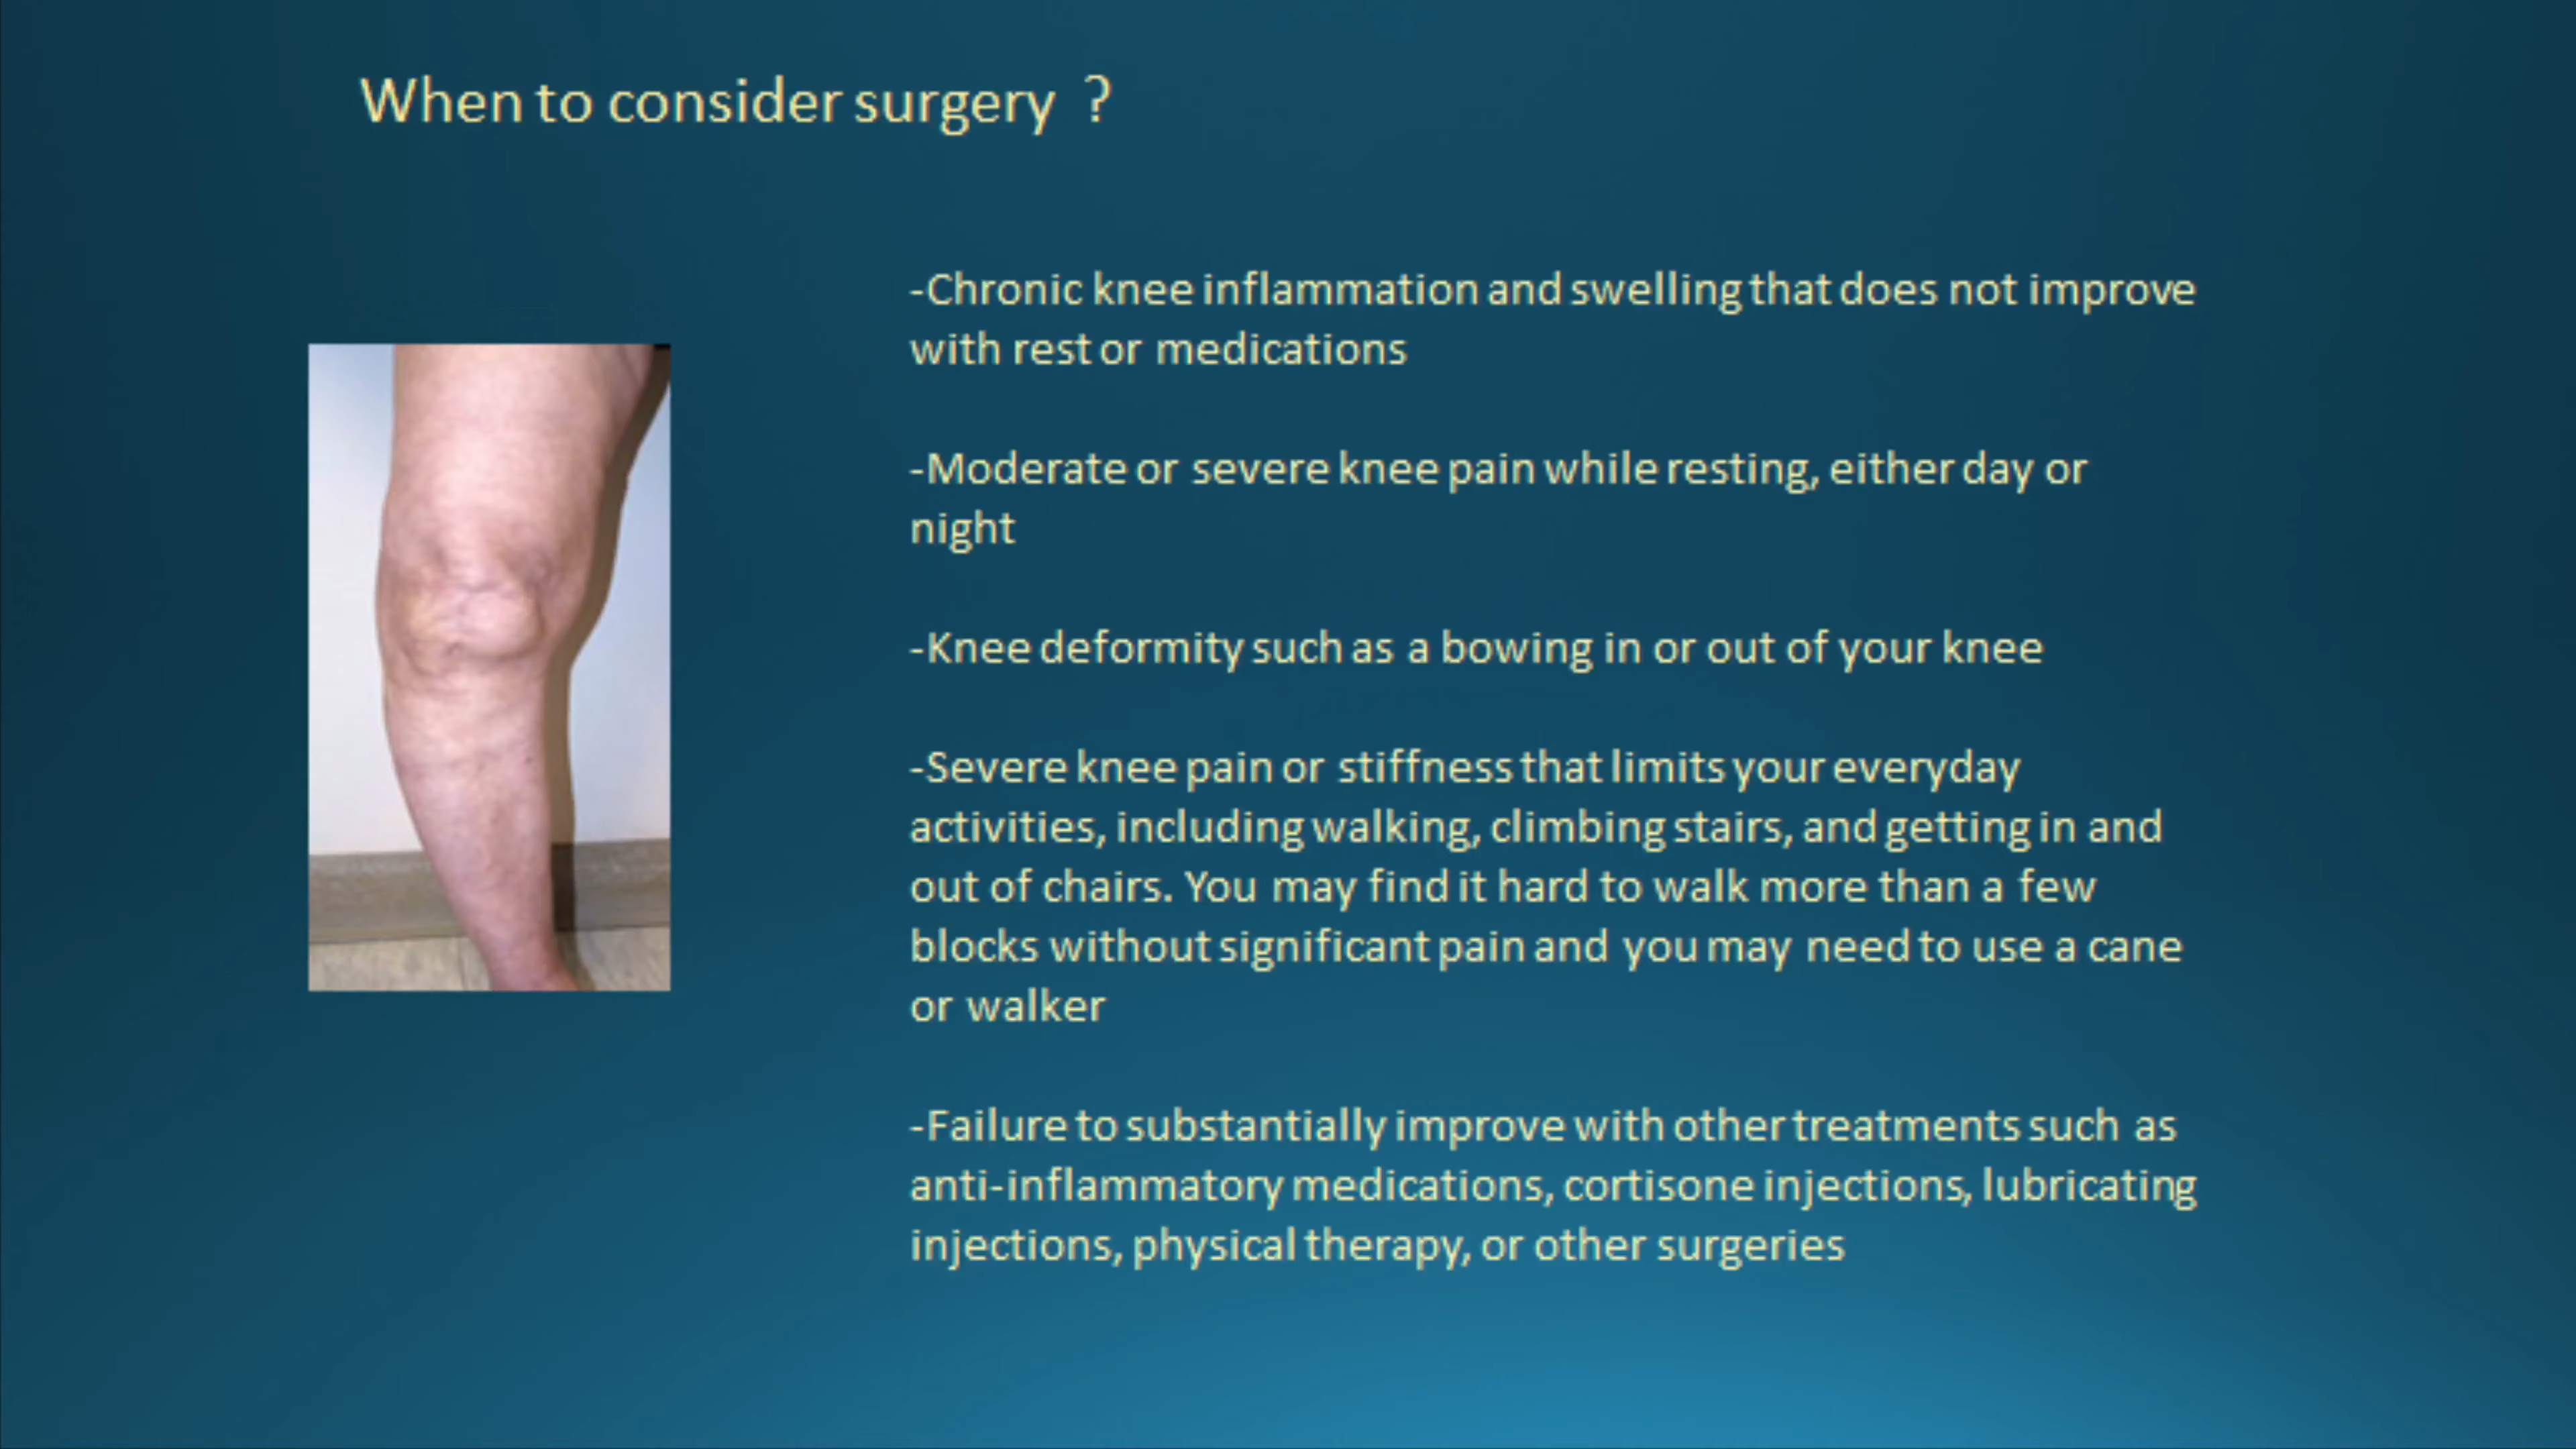 When to consider surgery ?
-Chronic knee inflammation and swelling that does not improve
with rest or medications
-Moderate or severe knee pain while resting, either day or
night
-Knee deformity such as a bowing in or out of your knee
-Severe knee pain or stiffness that limits your everyday
activities, including walking, climbing stairs, and getting in and
out of chairs. You may find it hard to walk more than a few
blocks without significant pain and you may need to use a cane
or walker
-Failure to substantially improve with other treatments such as
anti-inflammatory medications, cortisone injections, lubricating
injections, physical therapy, or other surgeries